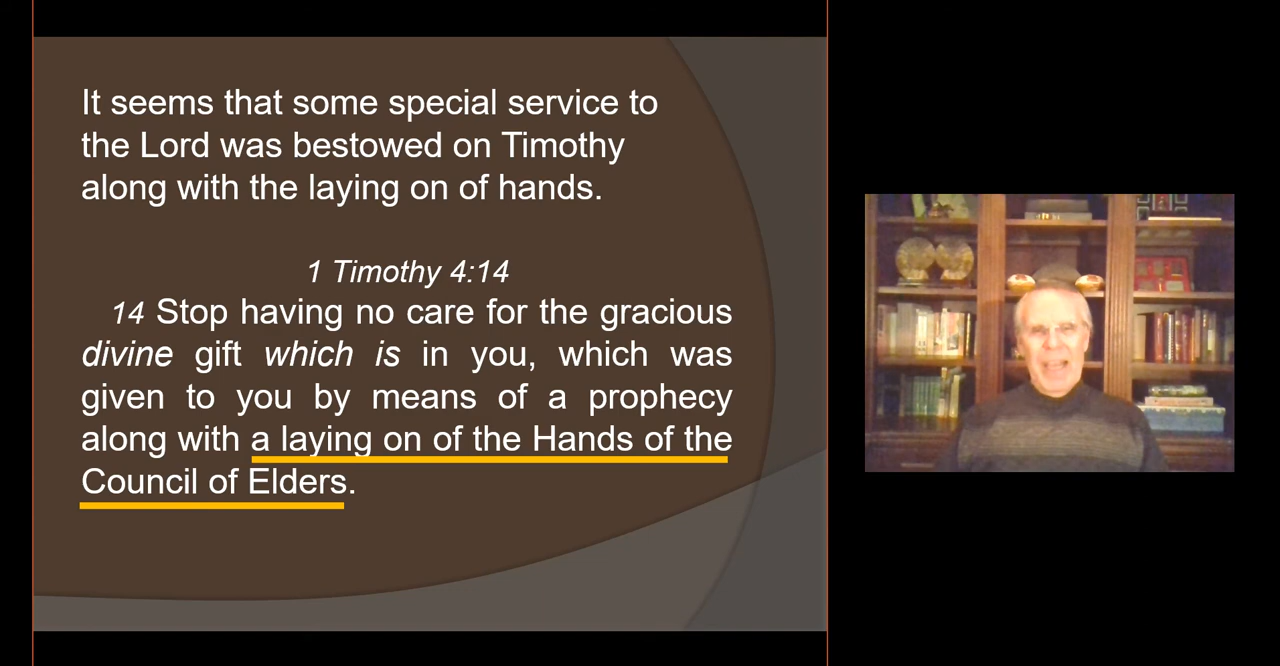 It seems that some special service to
the Lord was bestowed on Timothy
along with the laying on of hands.
1 Timothy 4:14
14 Stop having no care for the gracious
divine gift which is in you, which was
given to you by means of a prophecy
along with a laying on of the Hands of the
Council of Elders.